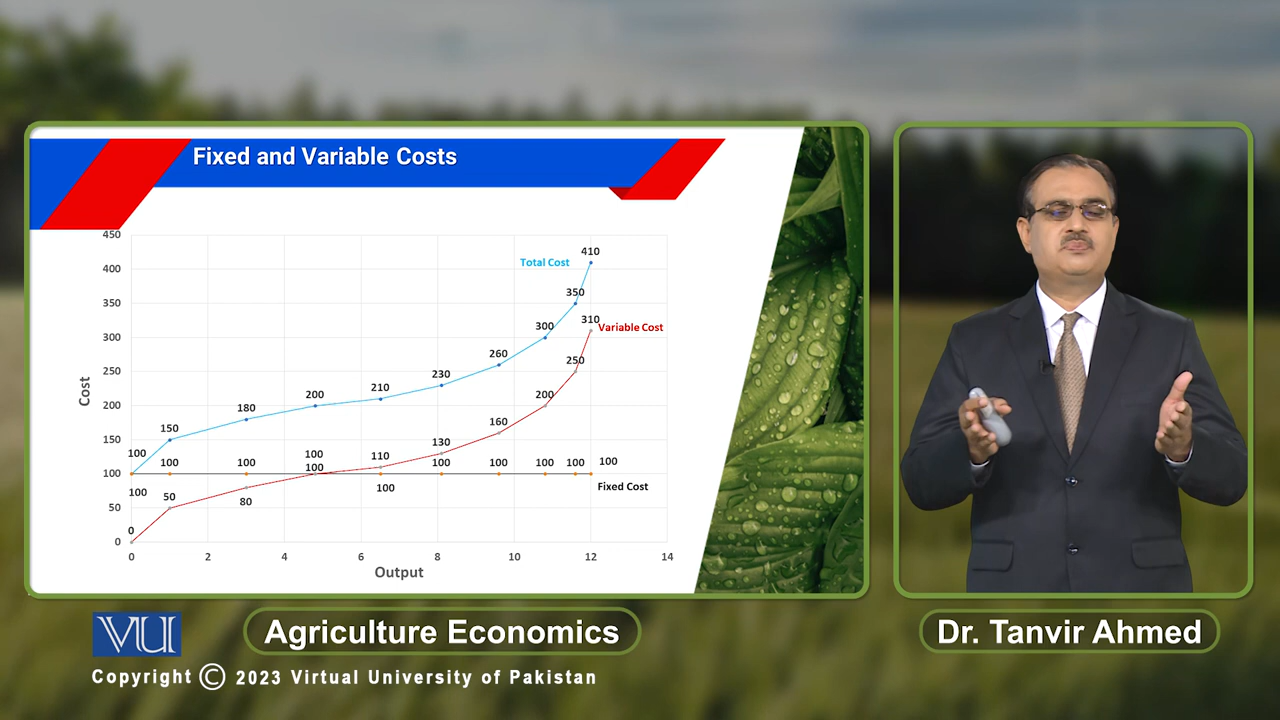 Fixed and Variable Costs
450
400
350
300
250
200
150
100
50
0
Cost
0 2 4 6 8 10 12 14
Output
Total Cost
100 150 180 200 210 230 260 300 350 410
Variable Cost
0 50 80 100 110 130 160 200 250 310
Fixed Cost
100 100 100 100 100 100 100 100 100 100
VU
Agriculture Economics
Dr. Tanvir Ahmed
Copyright © 2023 Virtual University of Pakistan